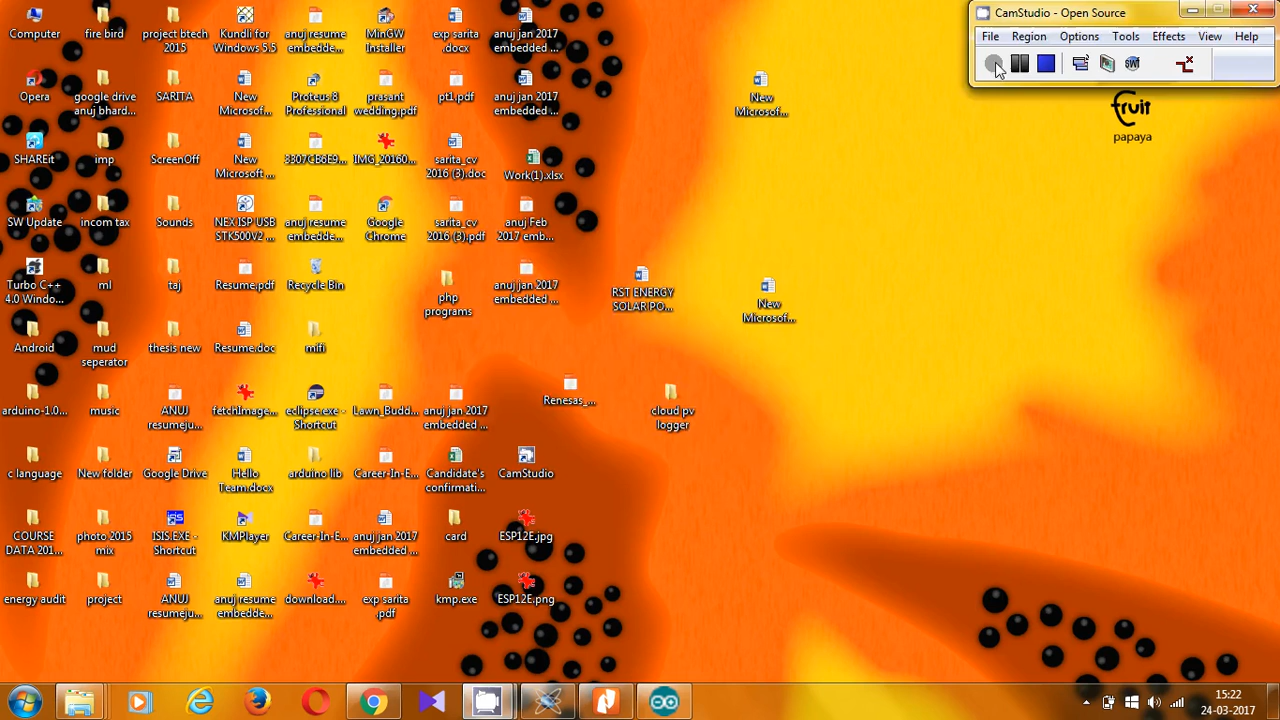 Computer
fire bird
project btech
2015
Kundli for
Windows 5.5
anuj resume
embedde...
MinGW
Installer
exp sarita
.docx
anuj jan 2017
embedded ...
Opera
google drive
anuj bhard...
SARITA
New
Microsof...
Proteus 8
Professional
prasant
wedding.pdf
pt1.pdf
anuj jan 2017
embedded ...
SHAREit
imp
ScreenOff
New
Microsoft ...
3307CB6E9...
IMG_20160...
sarita_cv
2016 (3).doc
Work(1).xlsx
SW Update
incom tax
Sounds
NEX ISP USB
STK500V2 ...
anuj resume
embedde...
Google
Chrome
sarita_cv
2016 (3).pdf
anuj Feb
2017 emb...
Turbo C++
4.0 Windo...
ml
taj
Resume.pdf
Recycle Bin
php
programs
anuj jan 2017
embedded ...
Android
mud
seperator
thesis new
Resume.doc
mifi
arduino-1.0...
music
ANUJ
resumeju...
fetchImage...
eclipse.exe -
Shortcut
Lawn_Budd...
anuj jan 2017
embedded ...
c language
New folder
Google Drive
Hello
Team.docx
arduino lib
Career-In-E...
Candidate's
confirmati...
CamStudio
COURSE
DATA 201...
photo 2015
mix
ISIS.EXE -
Shortcut
KMPlayer
Career-In-E...
anuj jan 2017
embedded ...
card
ESP12E.jpg
energy audit
project
ANUJ
resumeju...
anuj resume
embedde...
download....
exp sarita
.pdf
kmp.exe
ESP12E.png
New
Microsof...
RST ENERGY
SOLAR PO...
New
Microsof...
Renesas_...
cloud pv
logger
CamStudio - Open Source
File Region Options Tools Effects View Help
SWF
fruit
papaya
15:22
24-03-2017